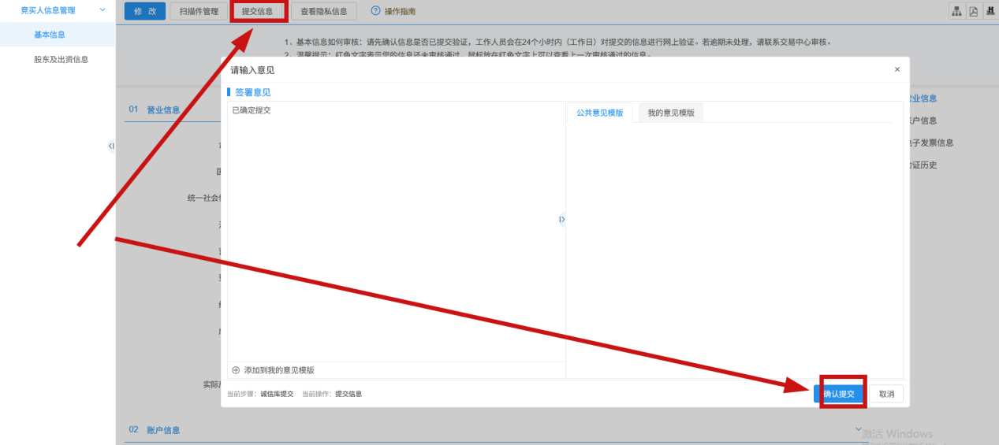 竞买人信息管理
修 改
扫描件管理
提交信息
查看隐私信息
操作指南
基本信息
股东及出资信息
1、基本信息如何审核：请先确认信息是否已提交验证，工作人员会在24个小时内（工作日）对提交的信息进行网上验证。若逾期未处理，请联系交易中心审核。
2、温馨提示：红色文字表示您的信息还未审核通过，鼠标放在红色文字上可以查看上一次审核通过的信息。
请输入意见
×
签署意见
已确定提交
公共意见模版
我的意见模版
01 营业信息
统一社会
实际
业信息
户信息
子发票信息
证历史
添加到我的意见模版
当前步骤：诚信库提交 当前操作：提交信息
确认提交
取消
02 账户信息
激活 Windows